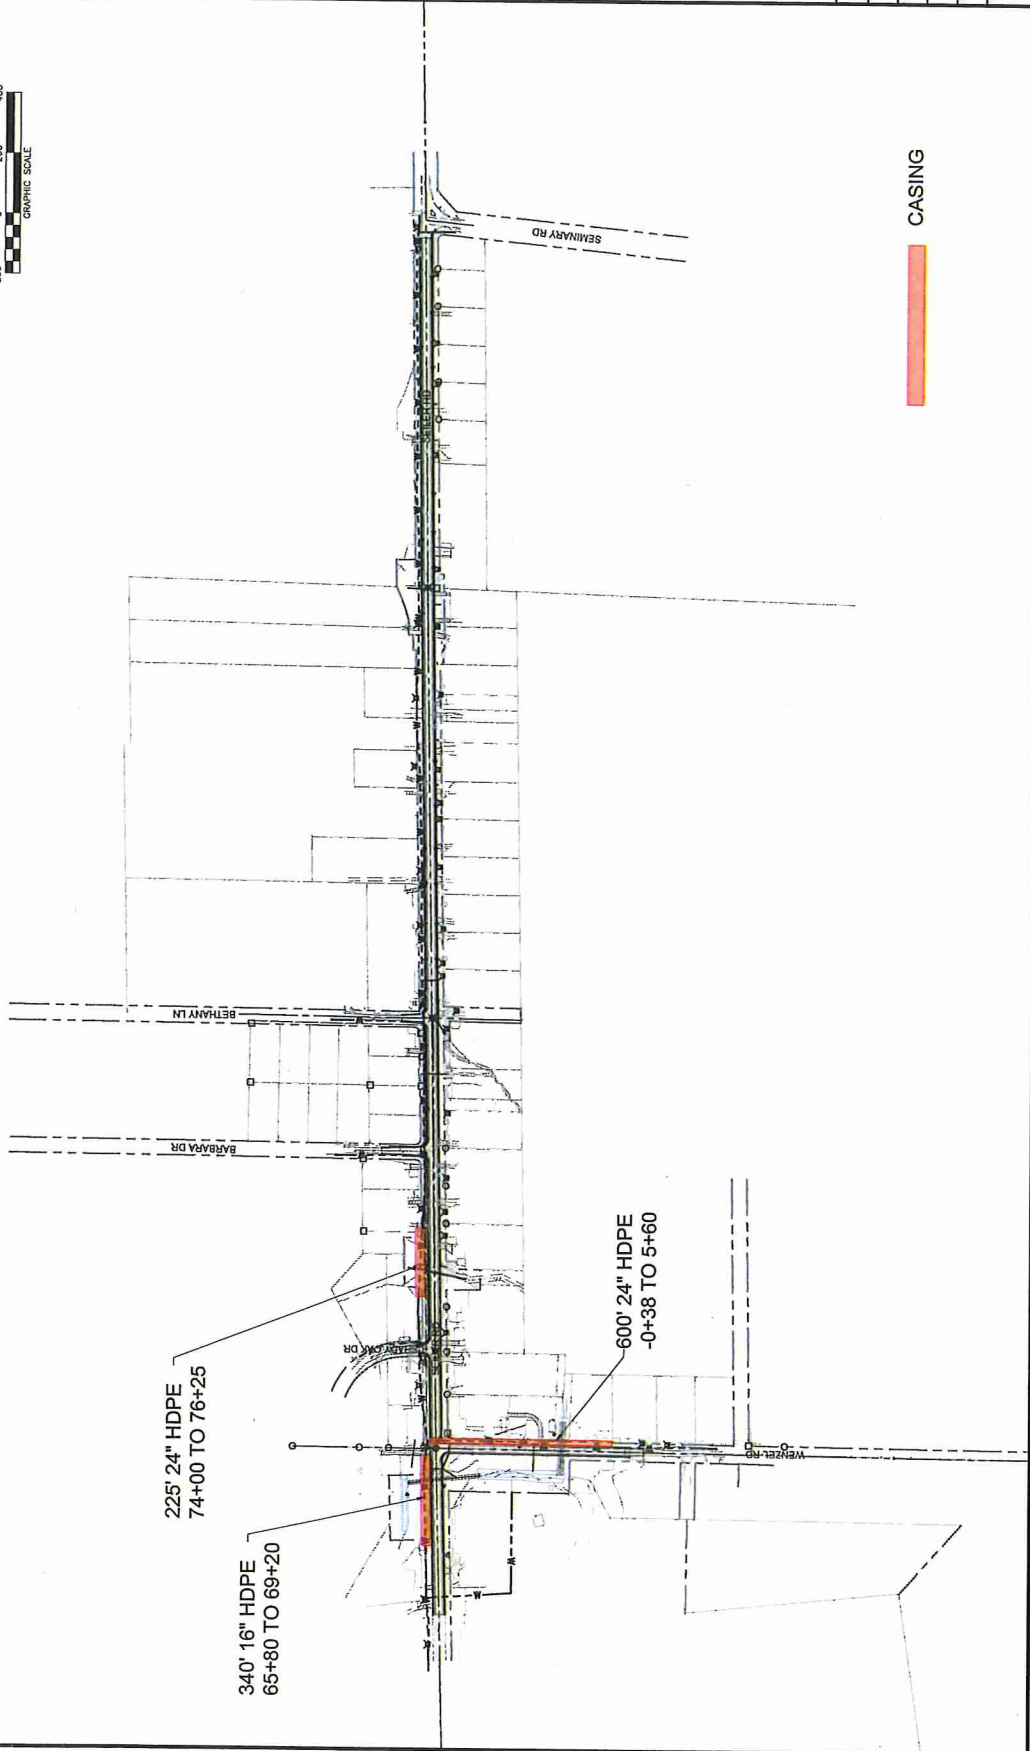 GRAPHIC SCALE
340' 16" HDPE
65+80 TO 69+20
225' 24" HDPE
74+00 TO 76+25
600' 24" HDPE
-0+38 TO 5+60
BARBARA DR
BETHANY LN
WENZEL RD
SEMINARY RD
CASING